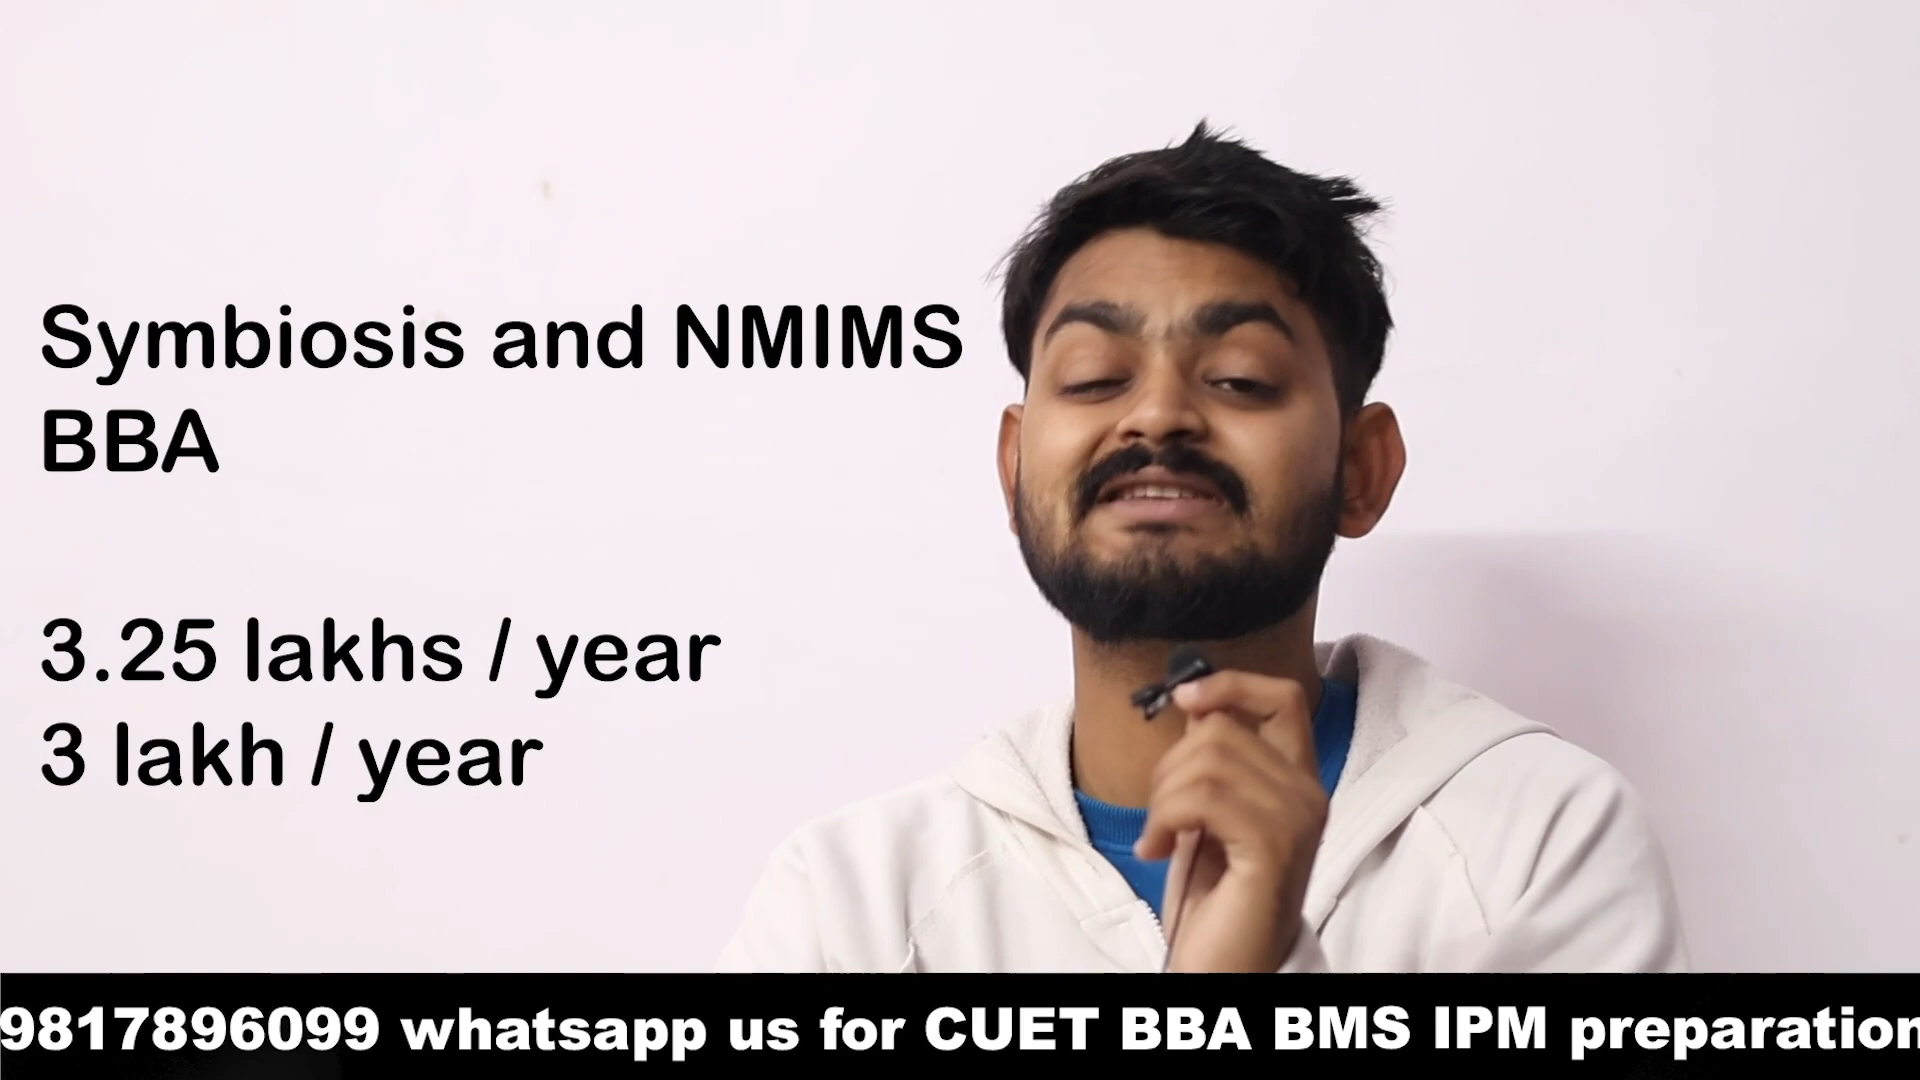 Symbiosis and NMIMS
BBA
3.25 lakhs / year
3 lakh / year
9817896099 whatsapp us for CUET BBA BMS IPM preparation